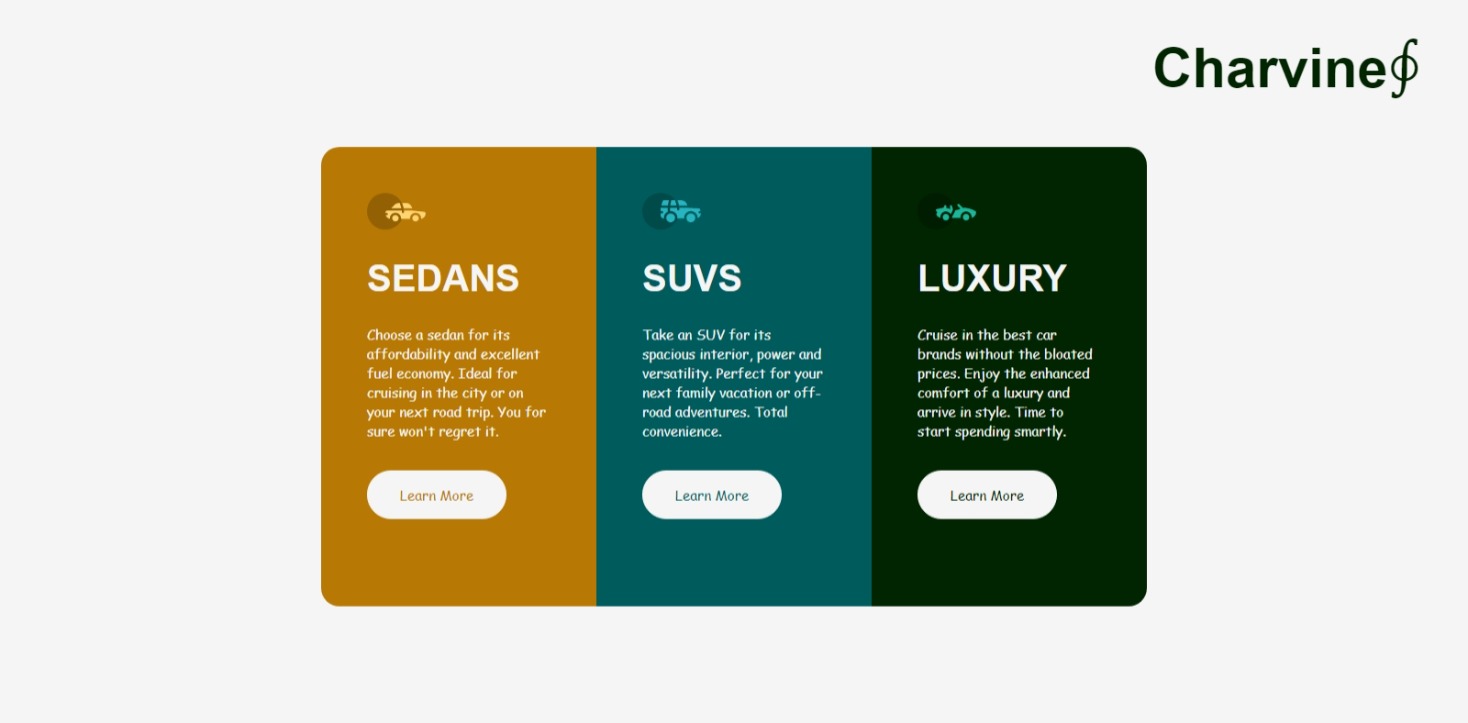 Charvine∮
SEDANS
Choose a sedan for its
affordability and excellent
fuel economy. Ideal for
cruising in the city or on
your next road trip. You for
sure won't regret it.
Learn More
SUVS
Take an SUV for its
spacious interior, power and
versatility. Perfect for your
next family vacation or off-
road adventures. Total
convenience.
Learn More
LUXURY
Cruise in the best car
brands without the bloated
prices. Enjoy the enhanced
comfort of a luxury and
arrive in style. Time to
start spending smartly.
Learn More